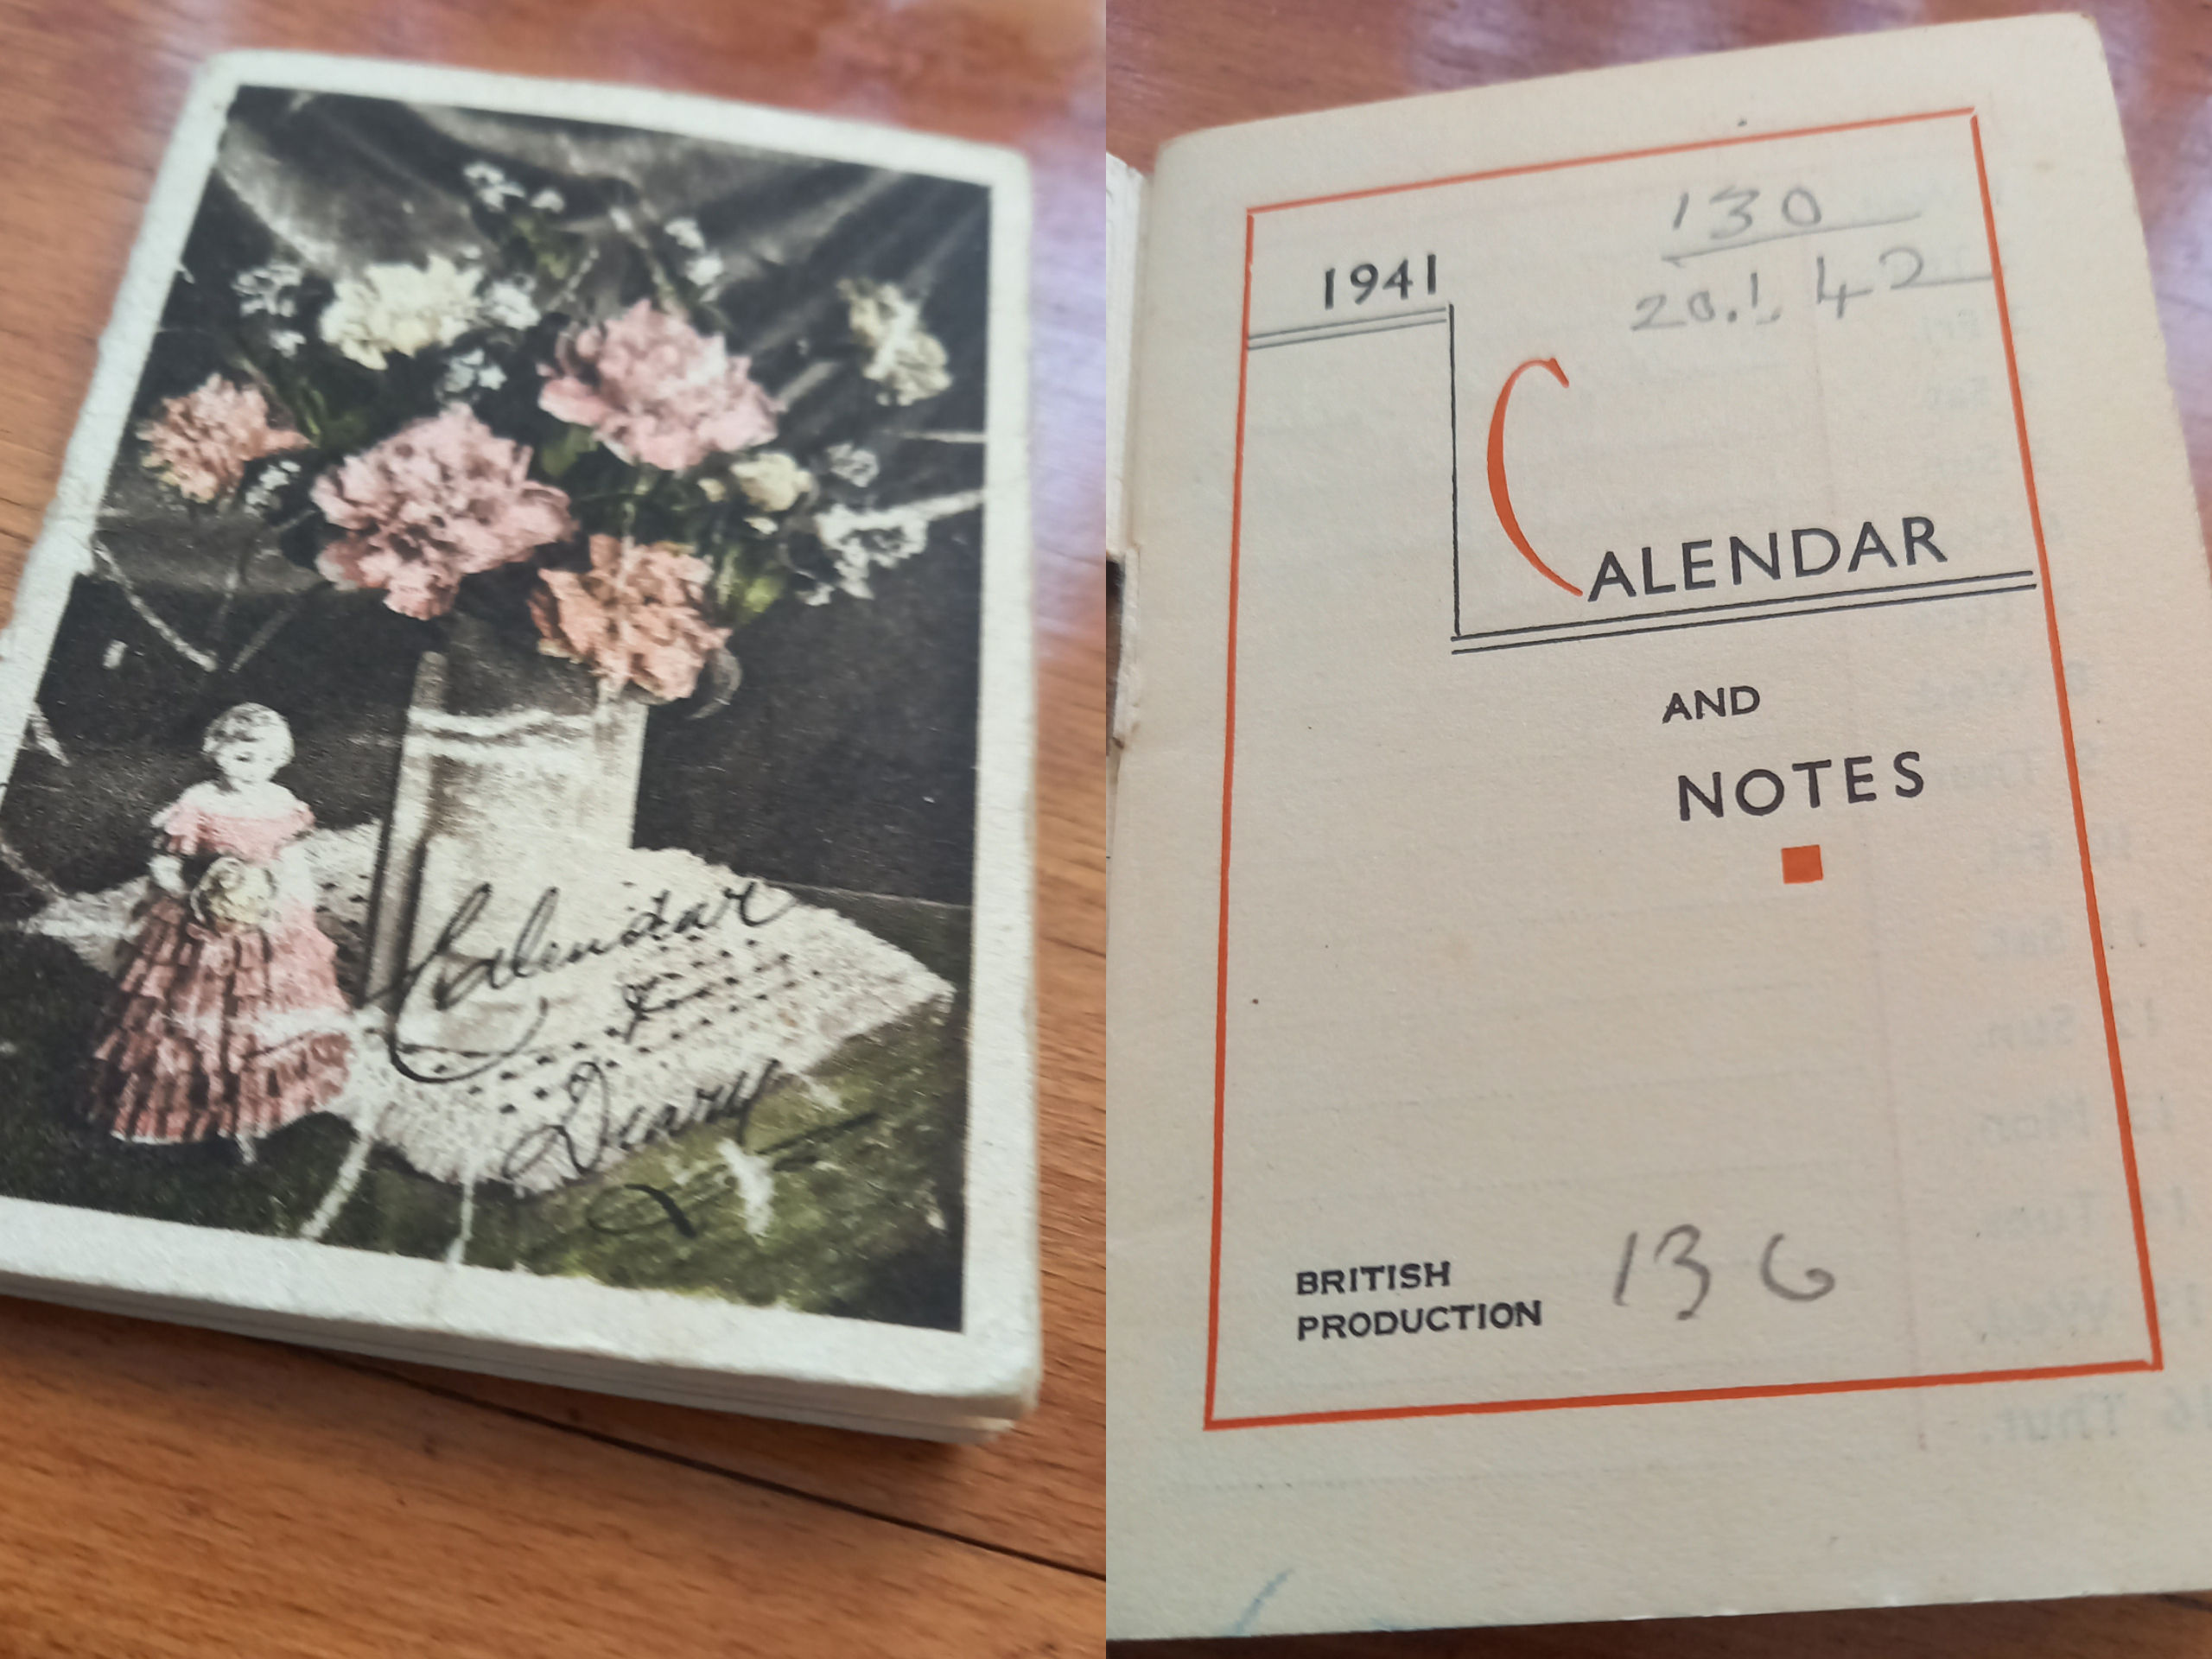 Calendar
&
Diary
1941
130
20.1.42
CALENDAR
AND
NOTES
BRITISH
PRODUCTION
136